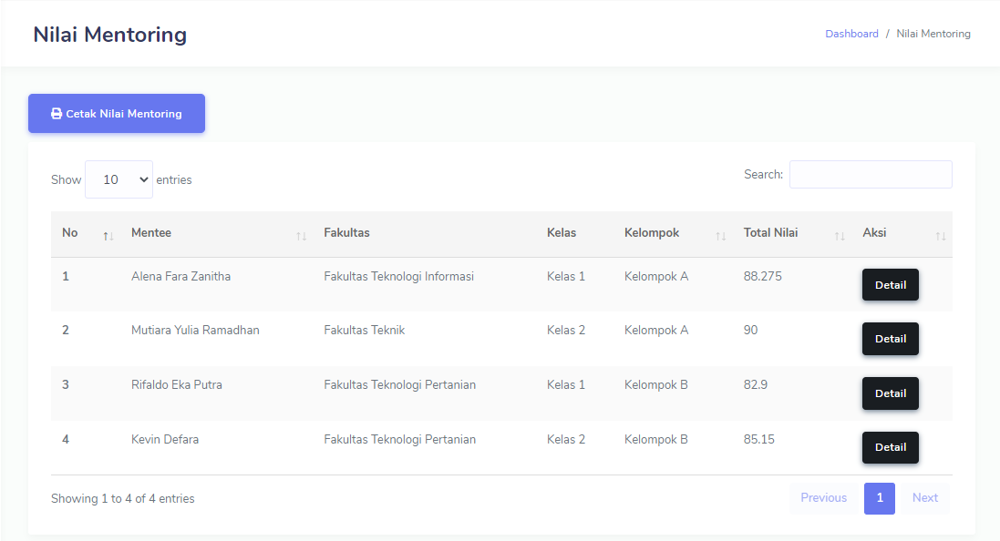 Nilai Mentoring
Dashboard / Nilai Mentoring
Cetak Nilai Mentoring
Show 10 entries
Search:
No Mentee Fakultas Kelas Kelompok Total Nilai Aksi
1 Alena Fara Zanitha Fakultas Teknologi Informasi Kelas 1 Kelompok A 88.275 Detail
2 Mutiara Yulia Ramadhan Fakultas Teknik Kelas 2 Kelompok A 90 Detail
3 Rifaldo Eka Putra Fakultas Teknologi Pertanian Kelas 1 Kelompok B 82.9 Detail
4 Kevin Defara Fakultas Teknologi Pertanian Kelas 2 Kelompok B 85.15 Detail
Showing 1 to 4 of 4 entries
Previous 1 Next